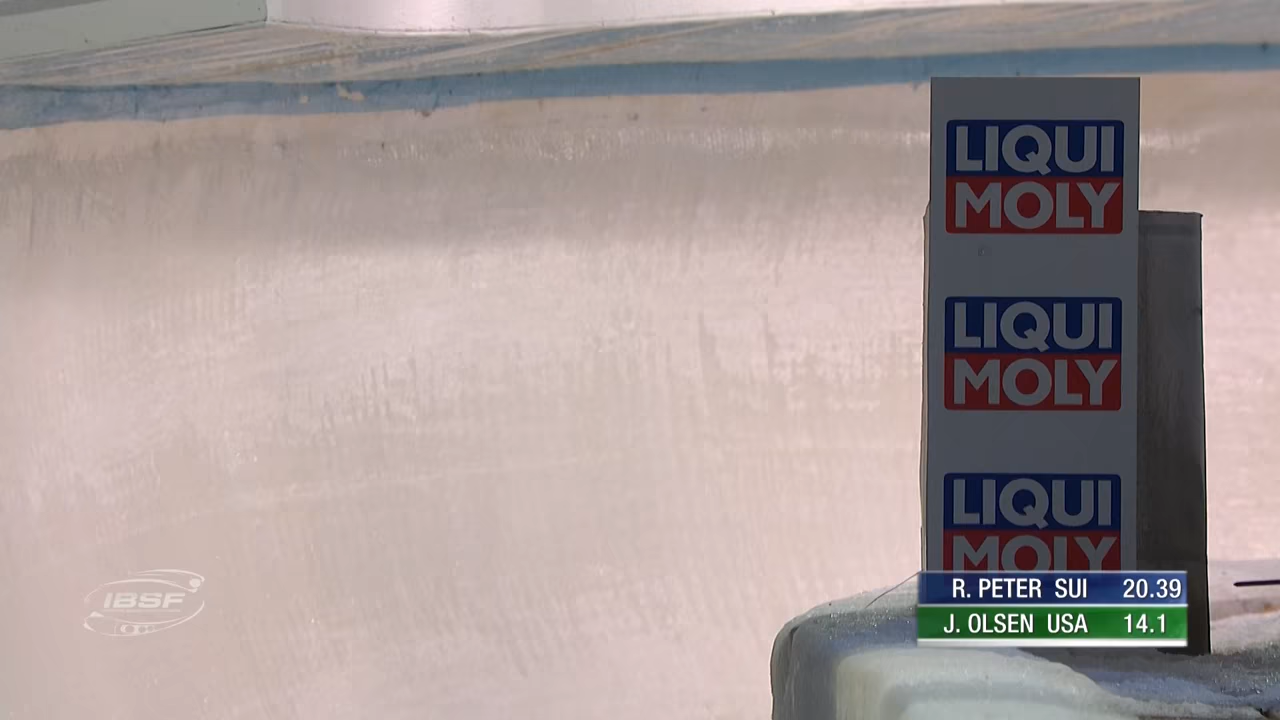 LIQUI
MOLY
LIQUI
MOLY
LIQUI
MOLY
IBSF
R. PETER SUI 20.39
J. OLSEN USA 14.1